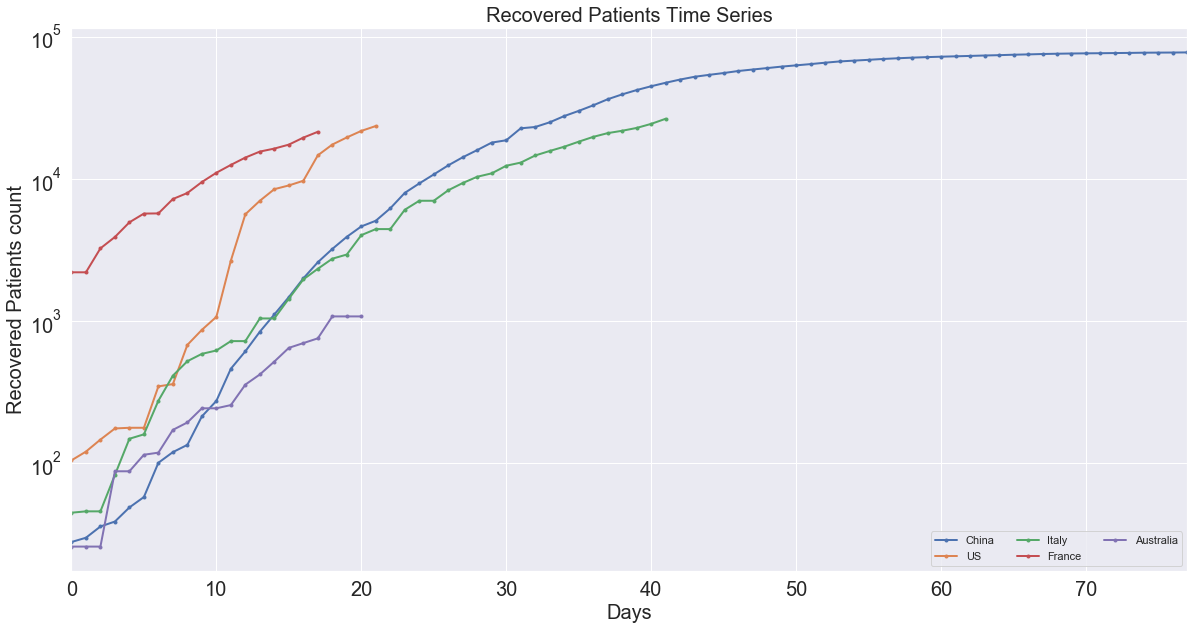 Recovered Patients Time Series
Recovered Patients count
10^5
10^4
10^3
10^2
0 10 20 30 40 50 60 70
Days
China Italy Australia
US France